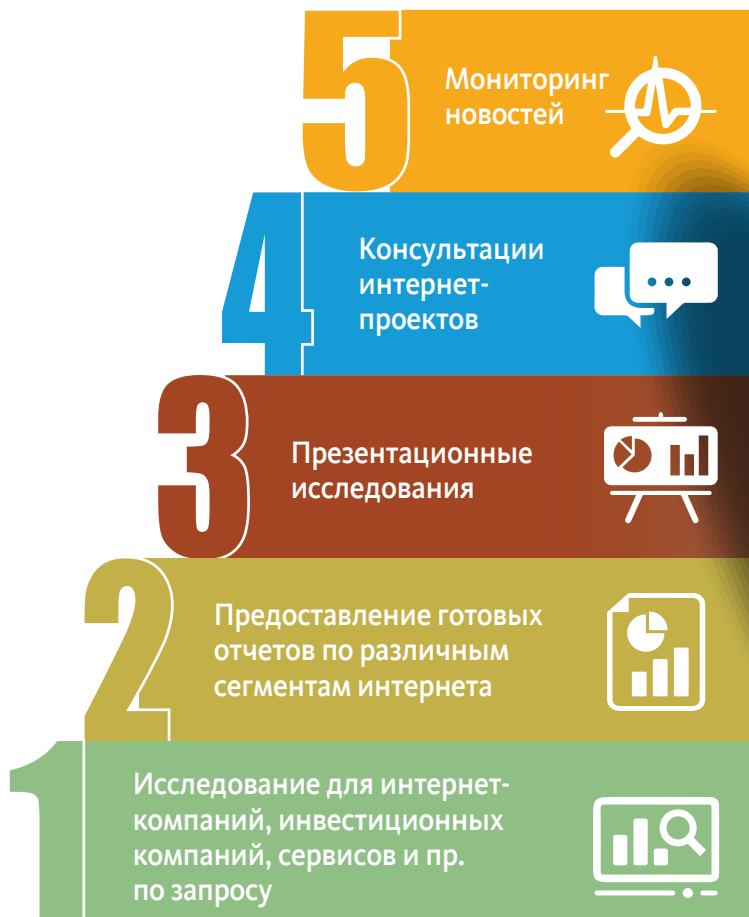 5
Мониторинг
новостей
4
Консультации
интернет-
проектов
3
Презентационные
исследования
2
Предоставление готовых
отчетов по различным
сегментам интернета
1
Исследование для интернет-
компаний, инвестиционных
компаний, сервисов и пр.
по запросу